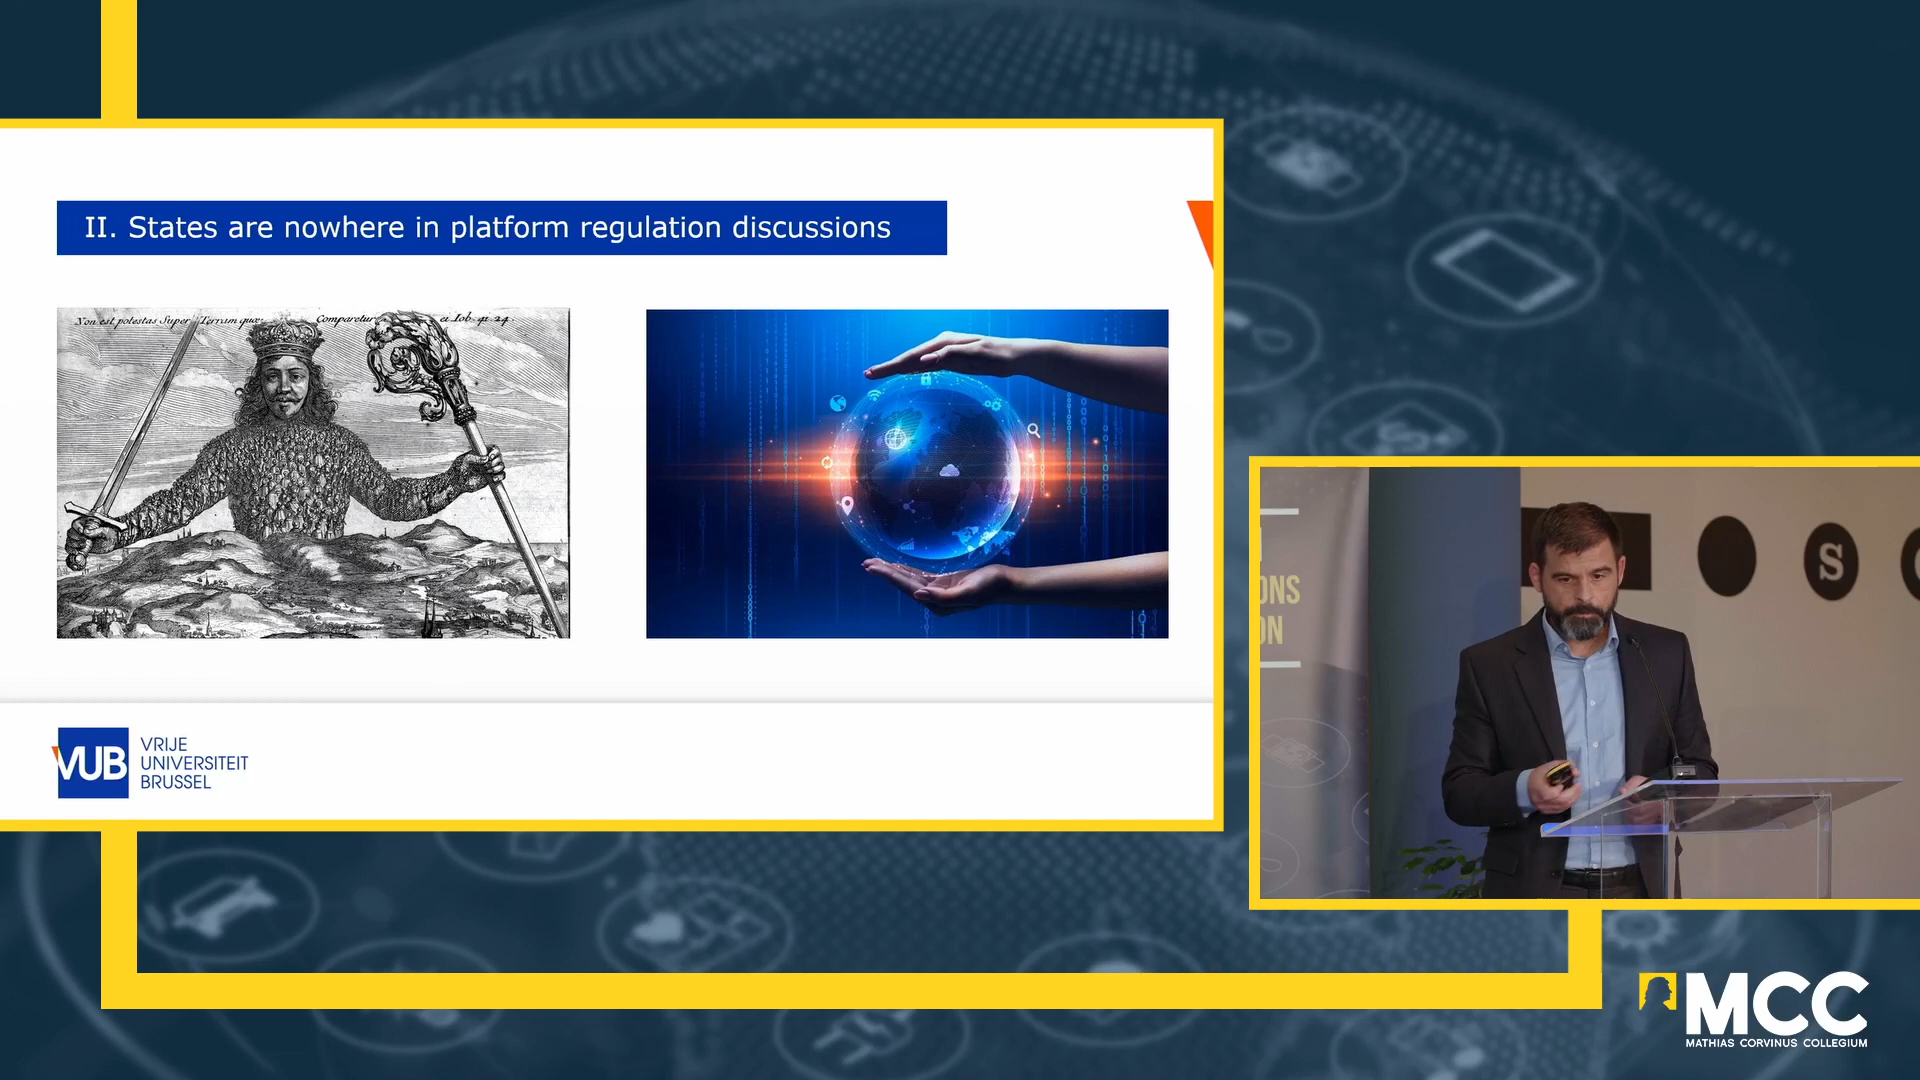 II. States are nowhere in platform regulation discussions
Non est potestas Super Terram quæ Comparetur ei Iob. 41. 24
VUB
VRIJE
UNIVERSITEIT
BRUSSEL
ONS
ON
S
MCC
MATHIAS CORVINUS COLLEGIUM